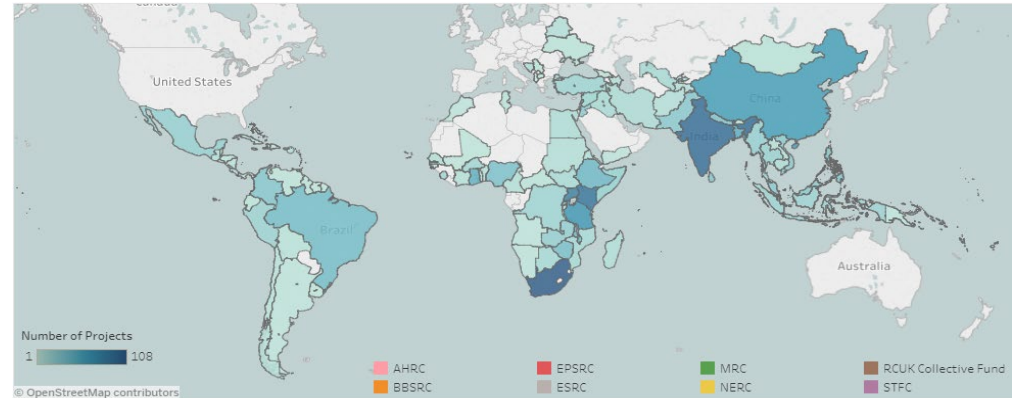 Canada
United States
China
India
Brazil
Australia
Number of Projects
1 108
AHRC EPSRC MRC RCUK Collective Fund
BBSRC ESRC NERC STFC
© OpenStreetMap contributors